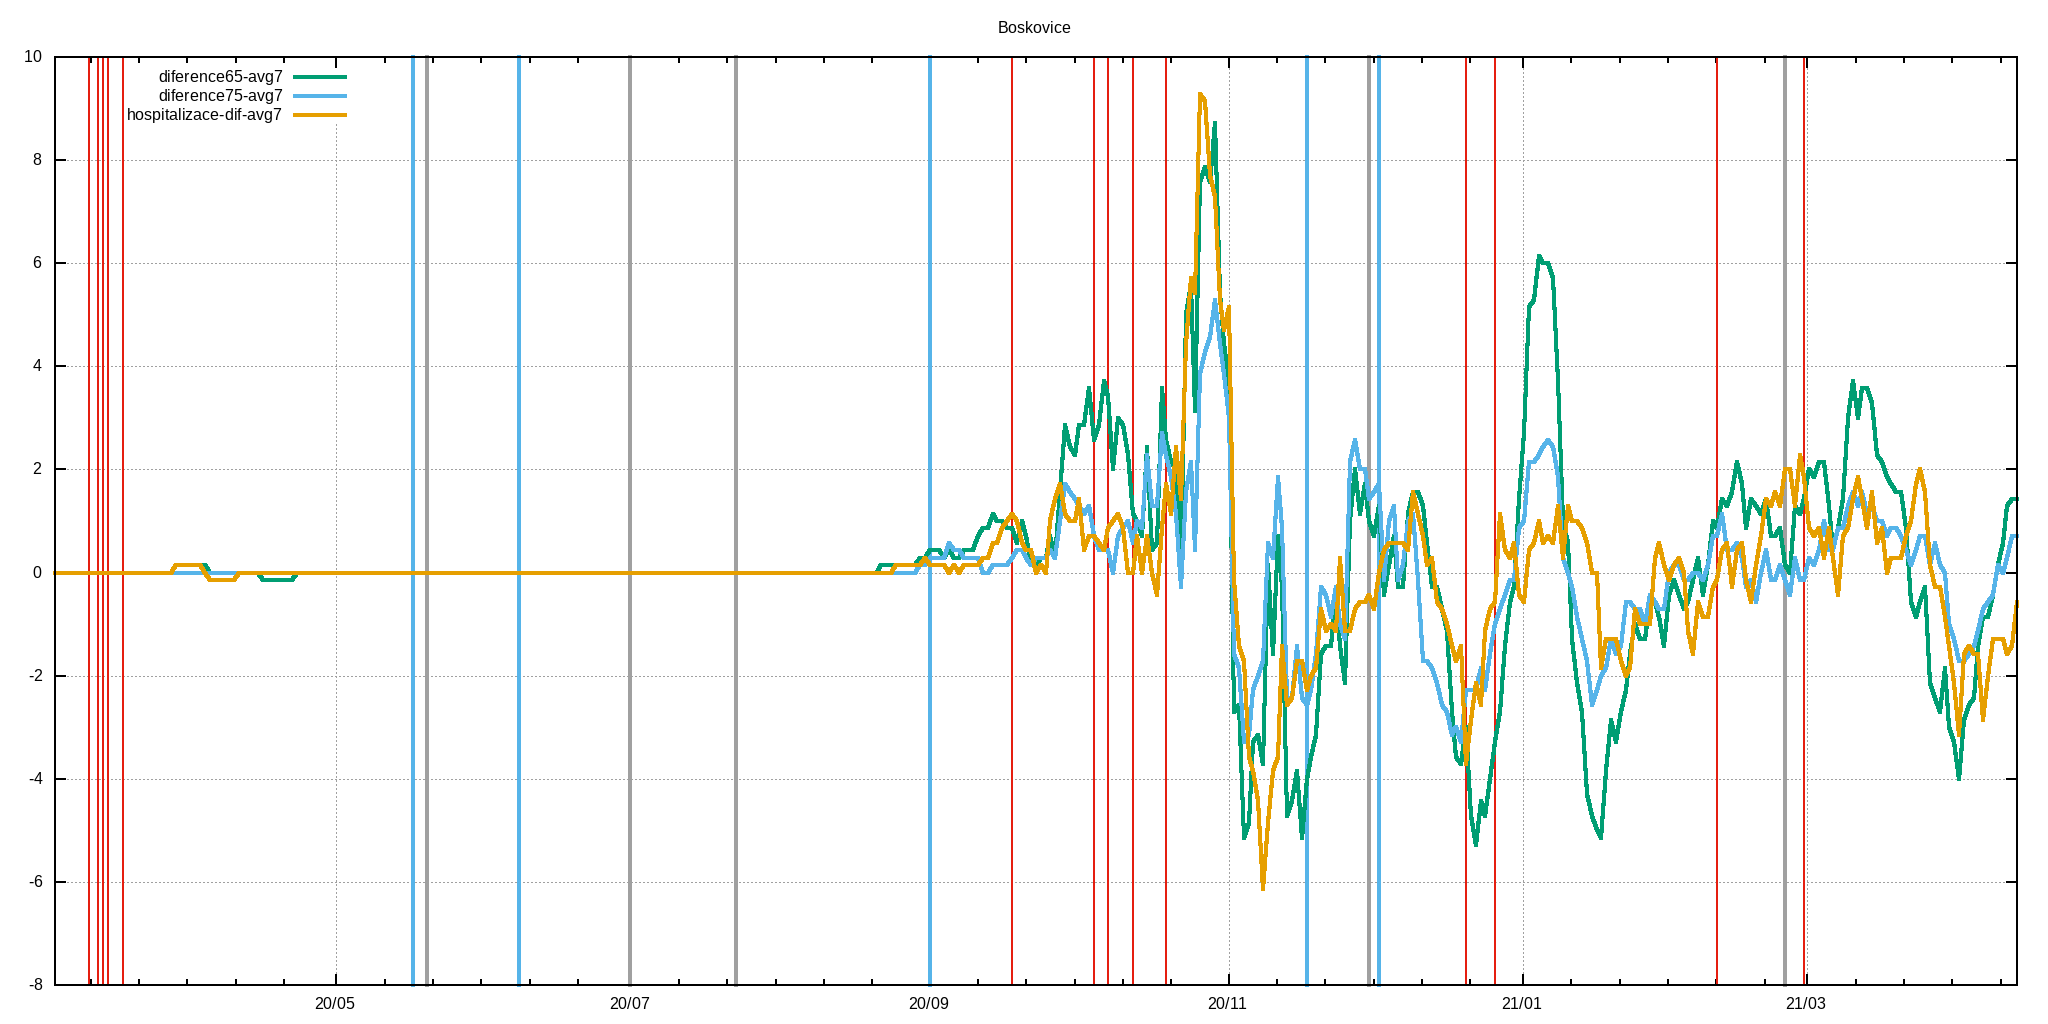 Boskovice
10
8
6
4
2
0
-2
-4
-6
-8
diference65-avg7
diference75-avg7
hospitalizace-dif-avg7
20/05 20/07 20/09 20/11 21/01 21/03